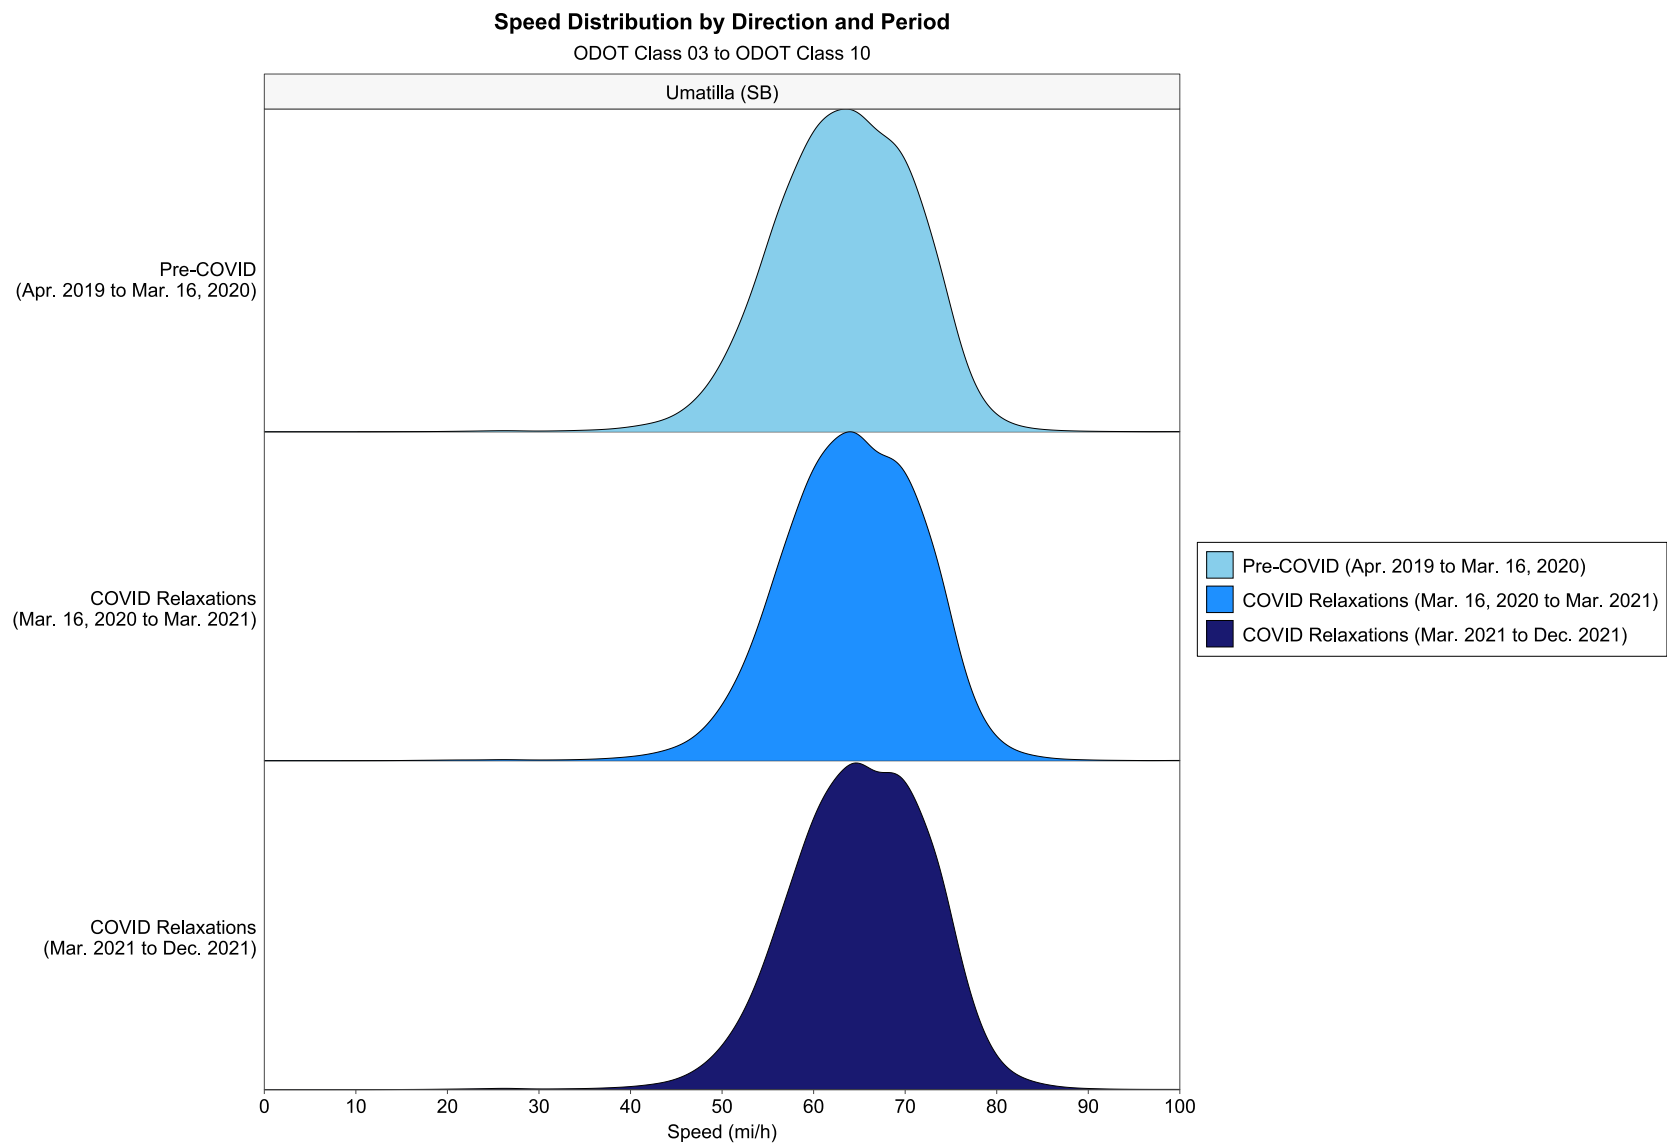 Speed Distribution by Direction and Period
ODOT Class 03 to ODOT Class 10
Umatilla (SB)
Pre-COVID
(Apr. 2019 to Mar. 16, 2020)
COVID Relaxations
(Mar. 16, 2020 to Mar. 2021)
COVID Relaxations
(Mar. 2021 to Dec. 2021)
0 10 20 30 40 50 60 70 80 90 100
Speed (mi/h)
Pre-COVID (Apr. 2019 to Mar. 16, 2020)
COVID Relaxations (Mar. 16, 2020 to Mar. 2021)
COVID Relaxations (Mar. 2021 to Dec. 2021)